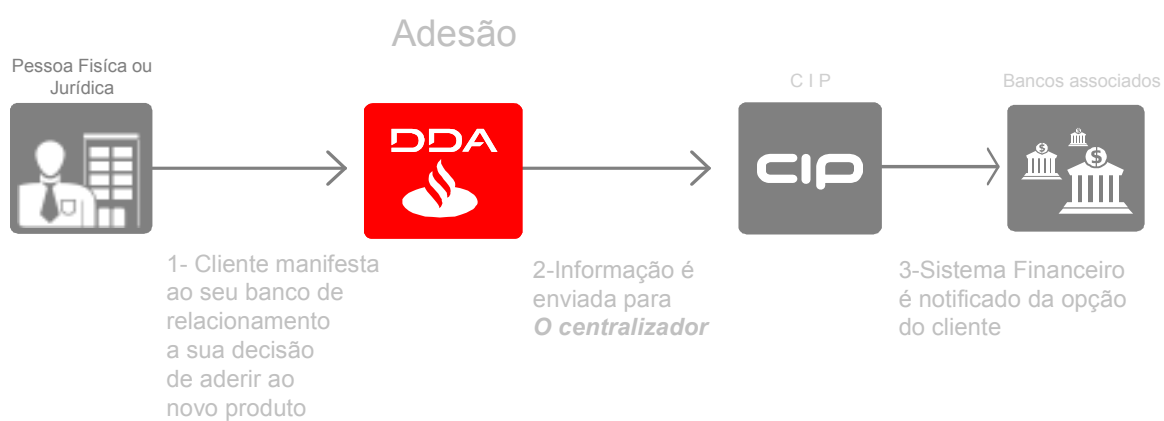 Adesão
Pessoa Fisíca ou
Jurídica
C I P
Bancos associados
DDA
CIP
$
$
1- Cliente manifesta
ao seu banco de
relacionamento
a sua decisão
de aderir ao
novo produto
2-Informação é
enviada para
O centralizador
3-Sistema Financeiro
é notificado da opção
do cliente